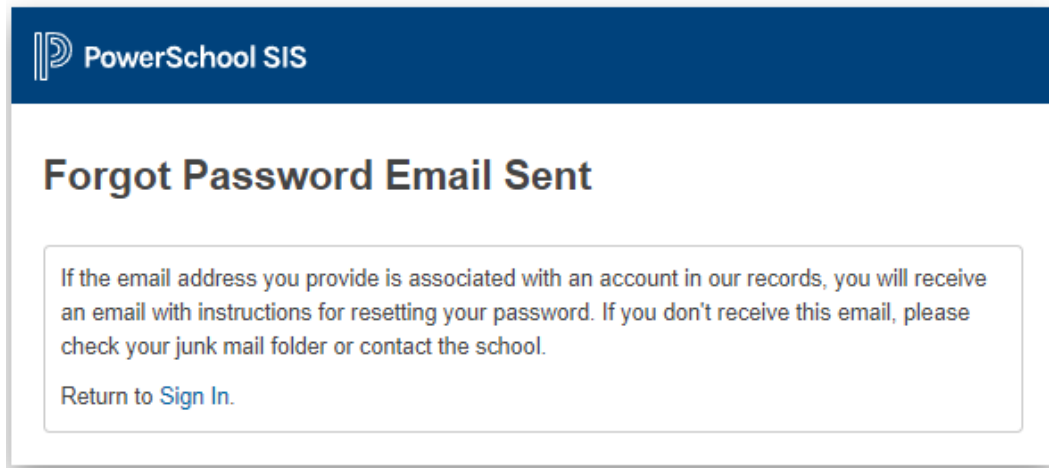 PowerSchool SIS
Forgot Password Email Sent
If the email address you provide is associated with an account in our records, you will receive
an email with instructions for resetting your password. If you don't receive this email, please
check your junk mail folder or contact the school.
Return to Sign In.